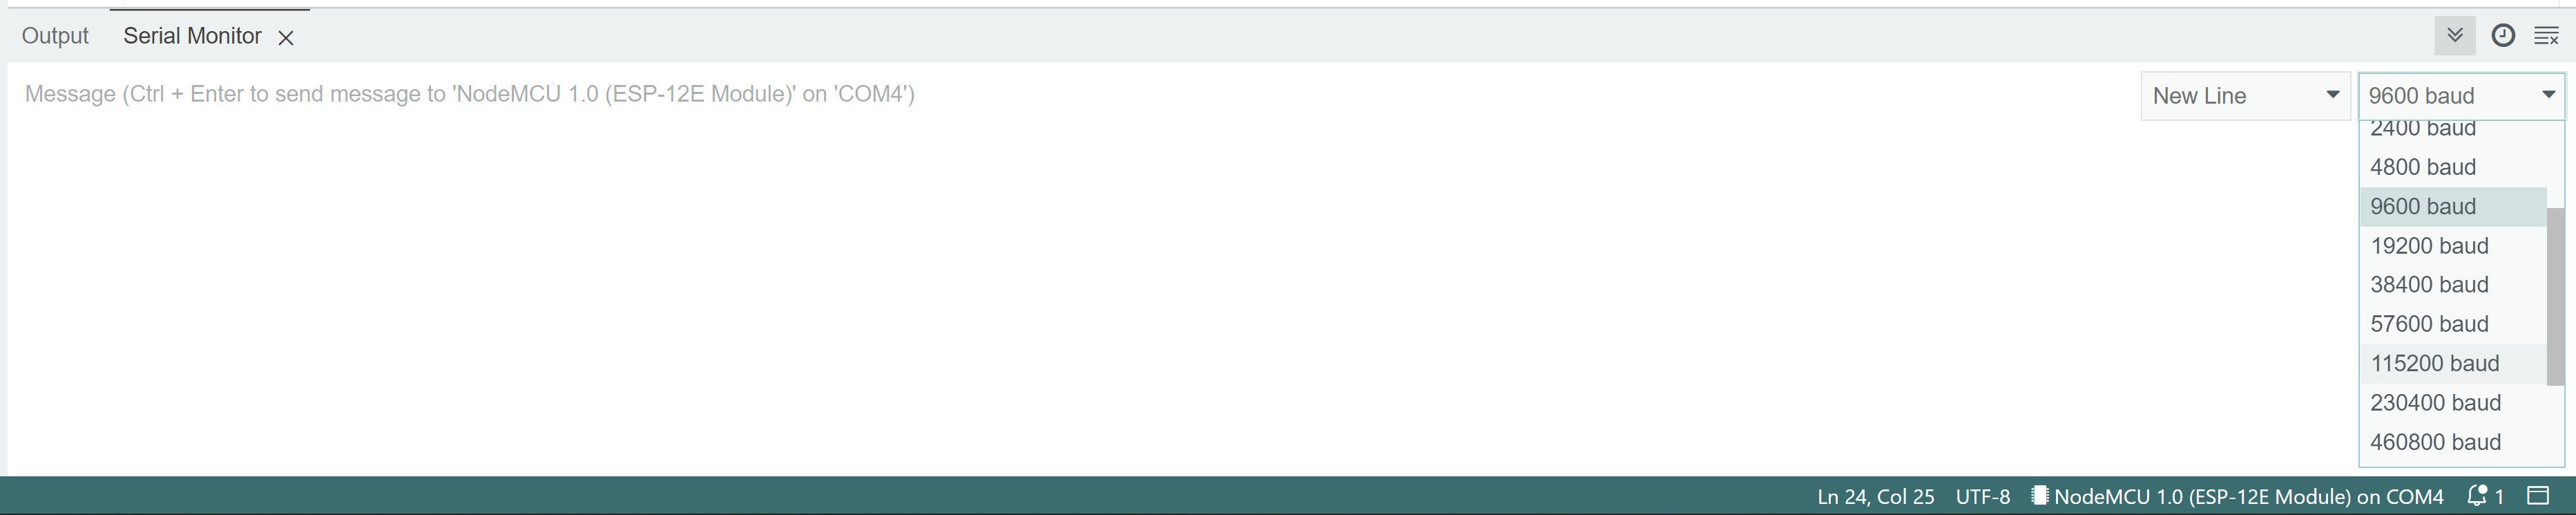 Output Serial Monitor
Message (Ctrl + Enter to send message to 'NodeMCU 1.0 (ESP-12E Module)' on 'COM4')
New Line
9600 baud
2400 baud
4800 baud
9600 baud
19200 baud
38400 baud
57600 baud
115200 baud
230400 baud
460800 baud
Ln 24, Col 25 UTF-8 NodeMCU 1.0 (ESP-12E Module) on COM4 1